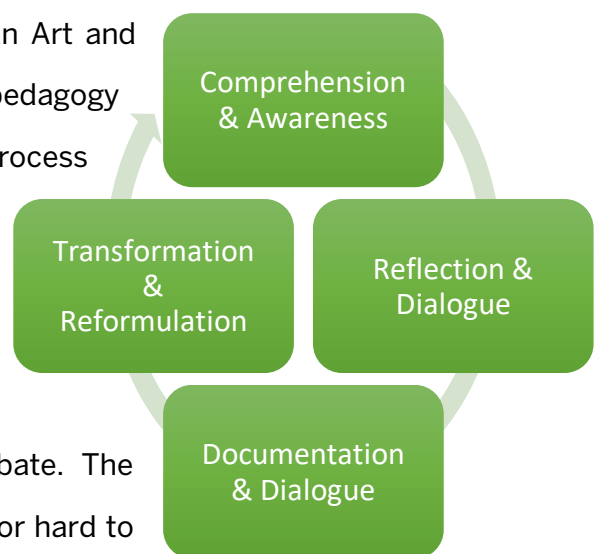 n Art and
pedagogy
rocess
bate. The
or hard to
Comprehension
& Awareness
Reflection &
Dialogue
Documentation
& Dialogue
Transformation
&
Reformulation